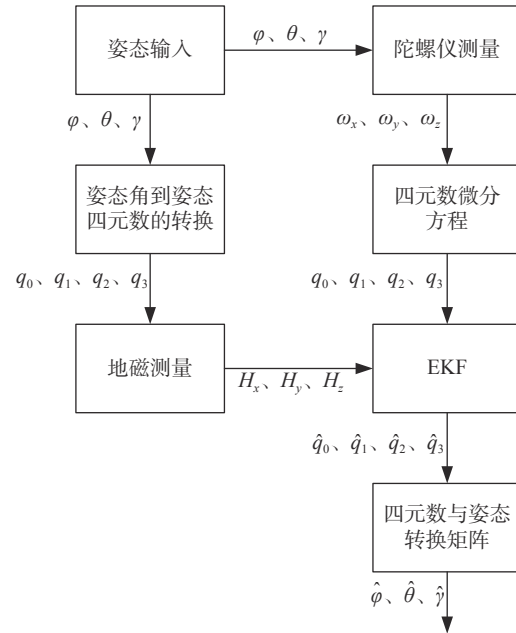 姿态输入
φ、θ、γ
陀螺仪测量
φ、θ、γ
ωx、ωy、ωz
姿态角到姿态
四元数的转换
四元数微分
方程
q0、q1、q2、q3
q0、q1、q2、q3
地磁测量
Hx、Hy、Hz
EKF
q̂0、q̂1、q̂2、q̂3
四元数与姿态
转换矩阵
φ̂、θ̂、γ̂